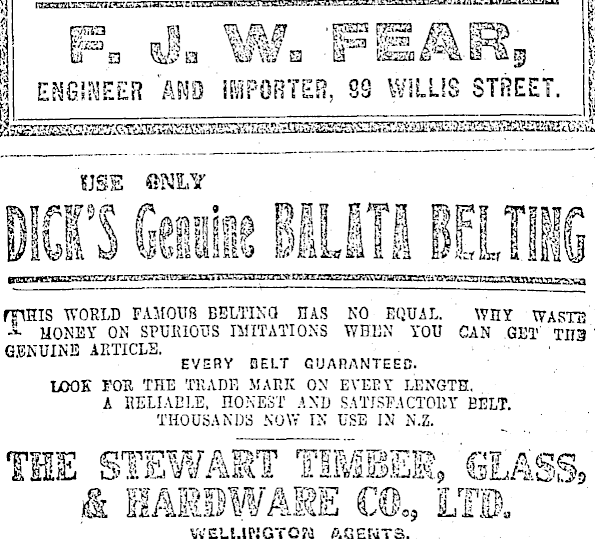 F. J. W. FEAR,
ENGINEER AND IMPORTER, 99 WILLIS STREET.
USE ONLY
DICK'S Genuine BALATA BELTING
THIS WORLD FAMOUS BELTING HAS NO EQUAL. WHY WASTE
MONEY ON SPURIOUS IMITATIONS WHEN YOU CAN GET THE
GENUINE ARTICLE.
EVERY BELT GUARANTEED.
LOOK FOR THE TRADE MARK ON EVERY LENGTH.
A RELIABLE, HONEST AND SATISFACTORY BELT.
THOUSANDS NOW IN USE IN N.Z.
THE STEWART TIMBER, GLASS,
& HARDWARE CO., LTD.
WELLINGTON AGENTS.